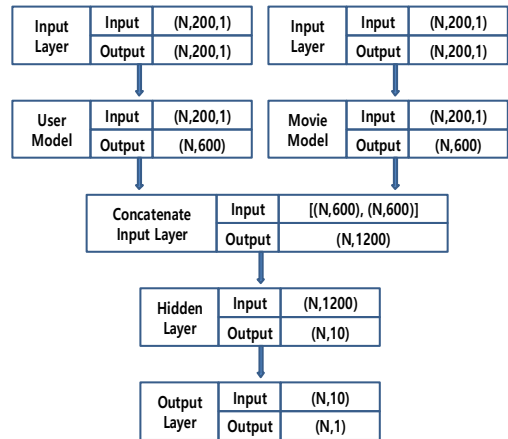 Input Layer Input (N,200,1)
Output (N,200,1)
Input Layer Input (N,200,1)
Output (N,200,1)
User Model Input (N,200,1)
Output (N,600)
Movie Model Input (N,200,1)
Output (N,600)
Concatenate Input Layer Input [(N,600), (N,600)]
Output (N,1200)
Hidden Layer Input (N,1200)
Output (N,10)
Output Layer Input (N,10)
Output (N,1)